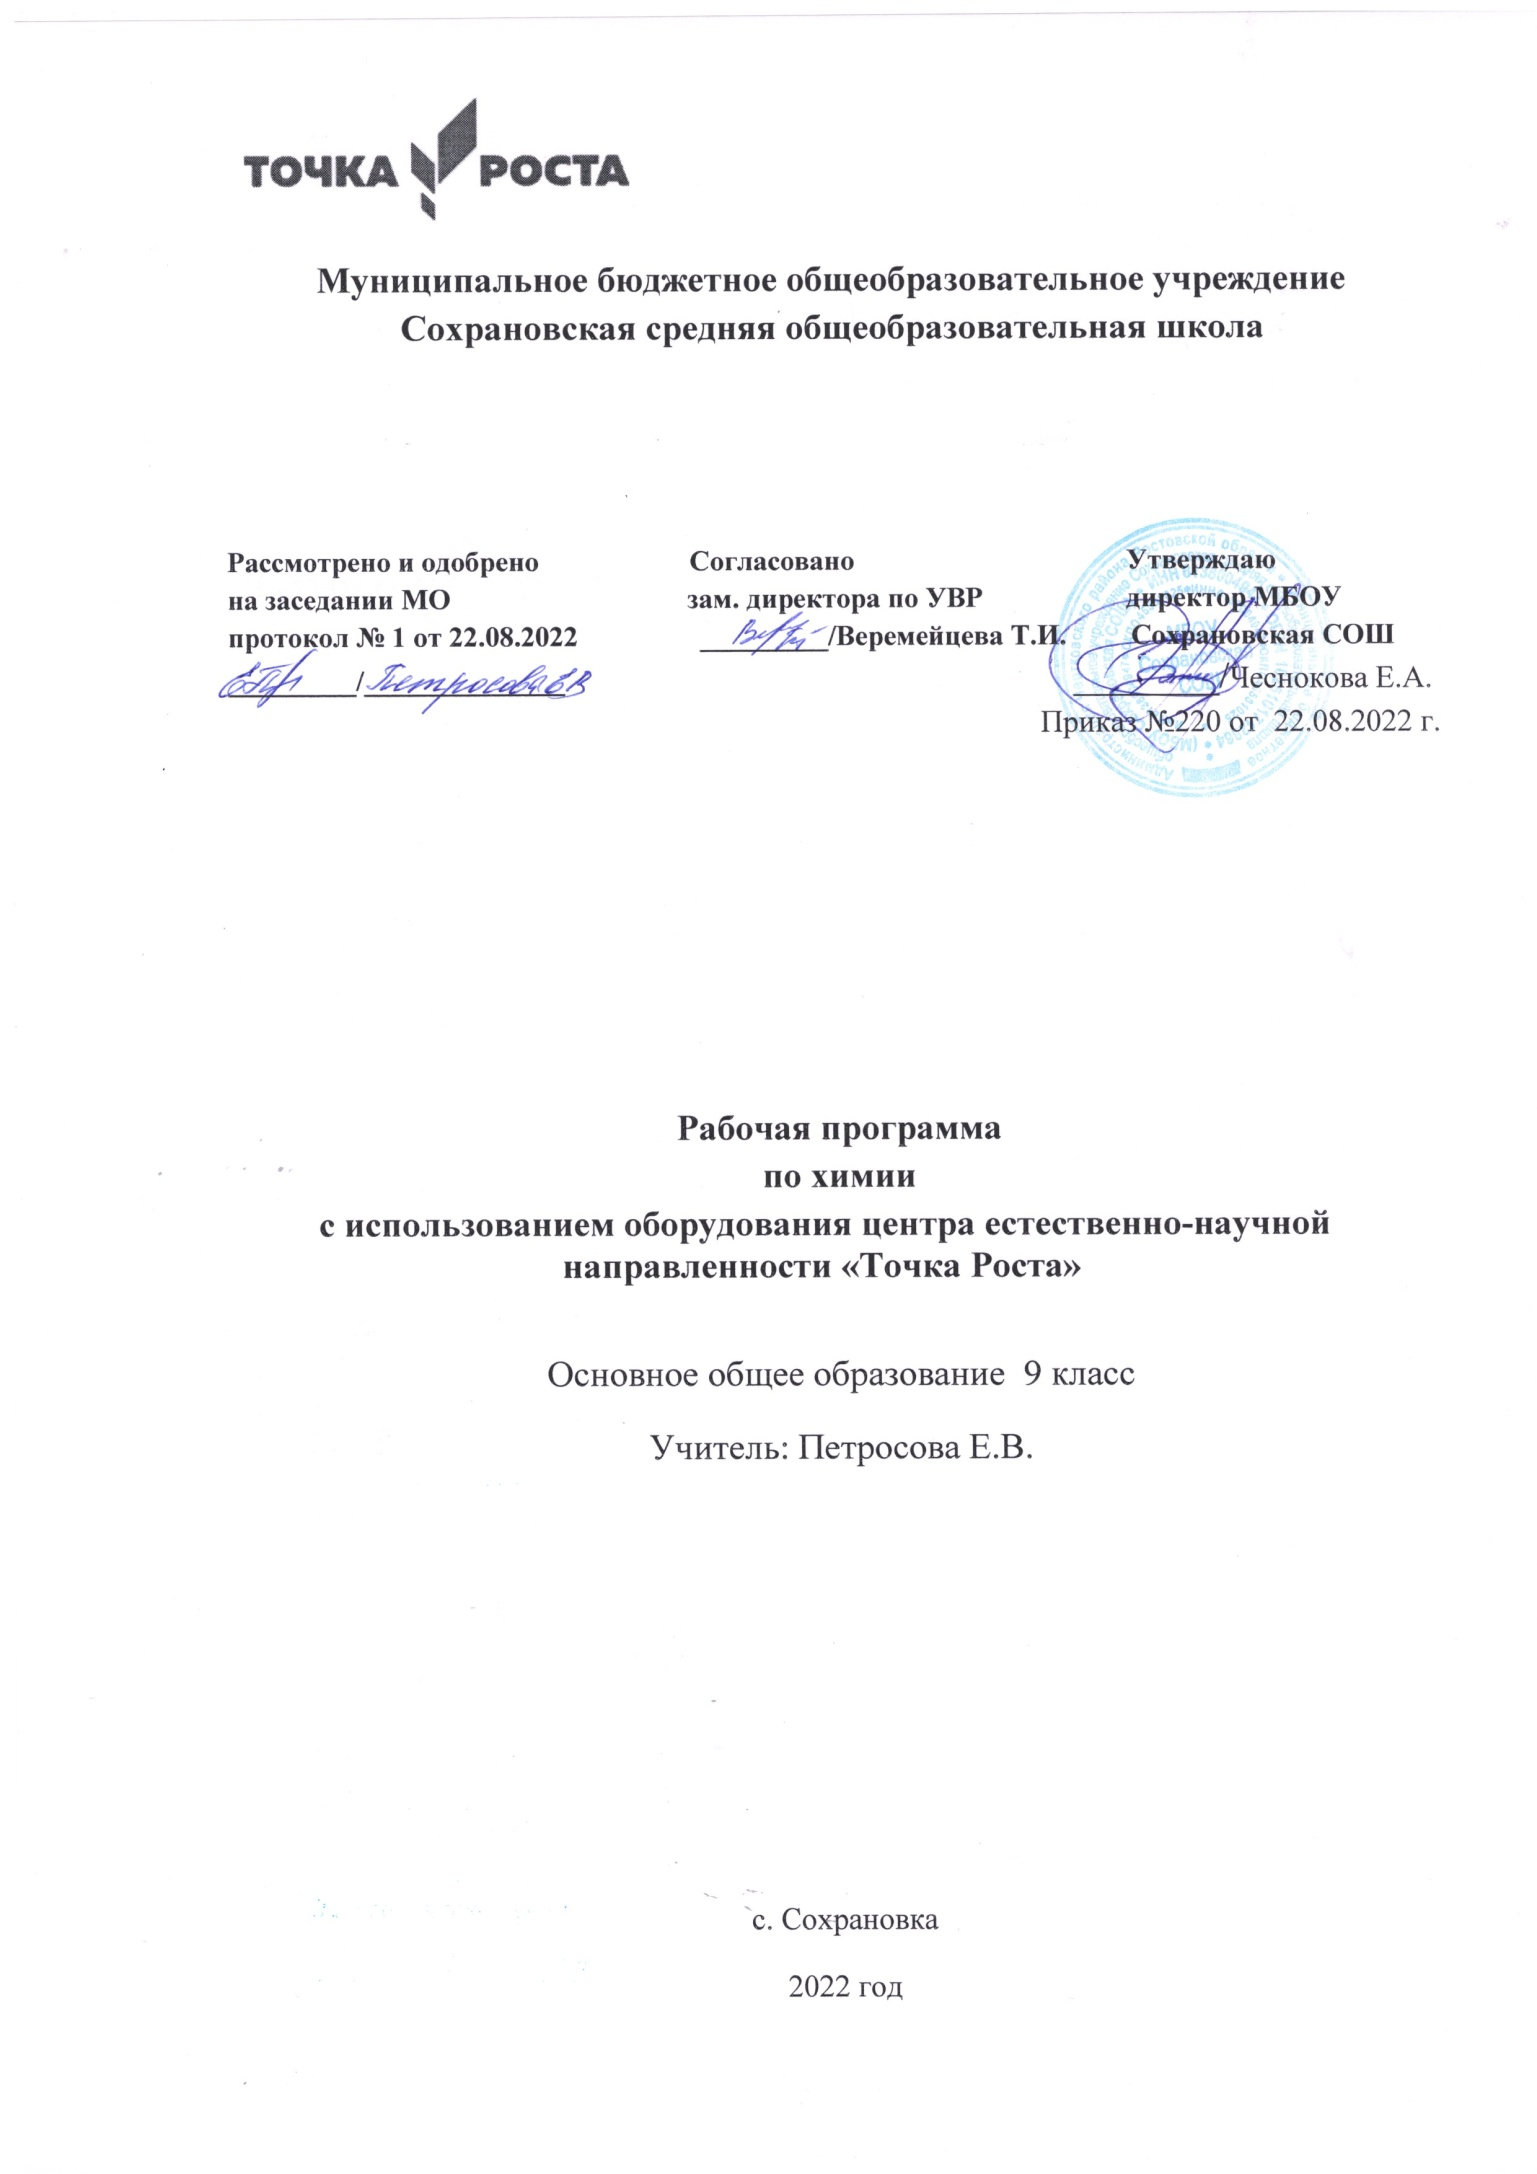 ТОЧКА РОСТА
Муниципальное бюджетное общеобразовательное учреждение
Сохрановская средняя общеобразовательная школа
Рассмотрено и одобрено
на заседании МО
протокол № 1 от 22.08.2022
/ Петросова Е В
Согласовано
зам. директора по УВР
/Веремейцева Т.И.
Утверждаю
директор МБОУ
Сохрановская СОШ
/Чеснокова Е.А.
Приказ №220 от 22.08.2022 г.
Рабочая программа
по химии
с использованием оборудования центра естественно-научной
направленности «Точка Роста»
Основное общее образование 9 класс
Учитель: Петросова Е.В.
с. Сохрановка
2022 год